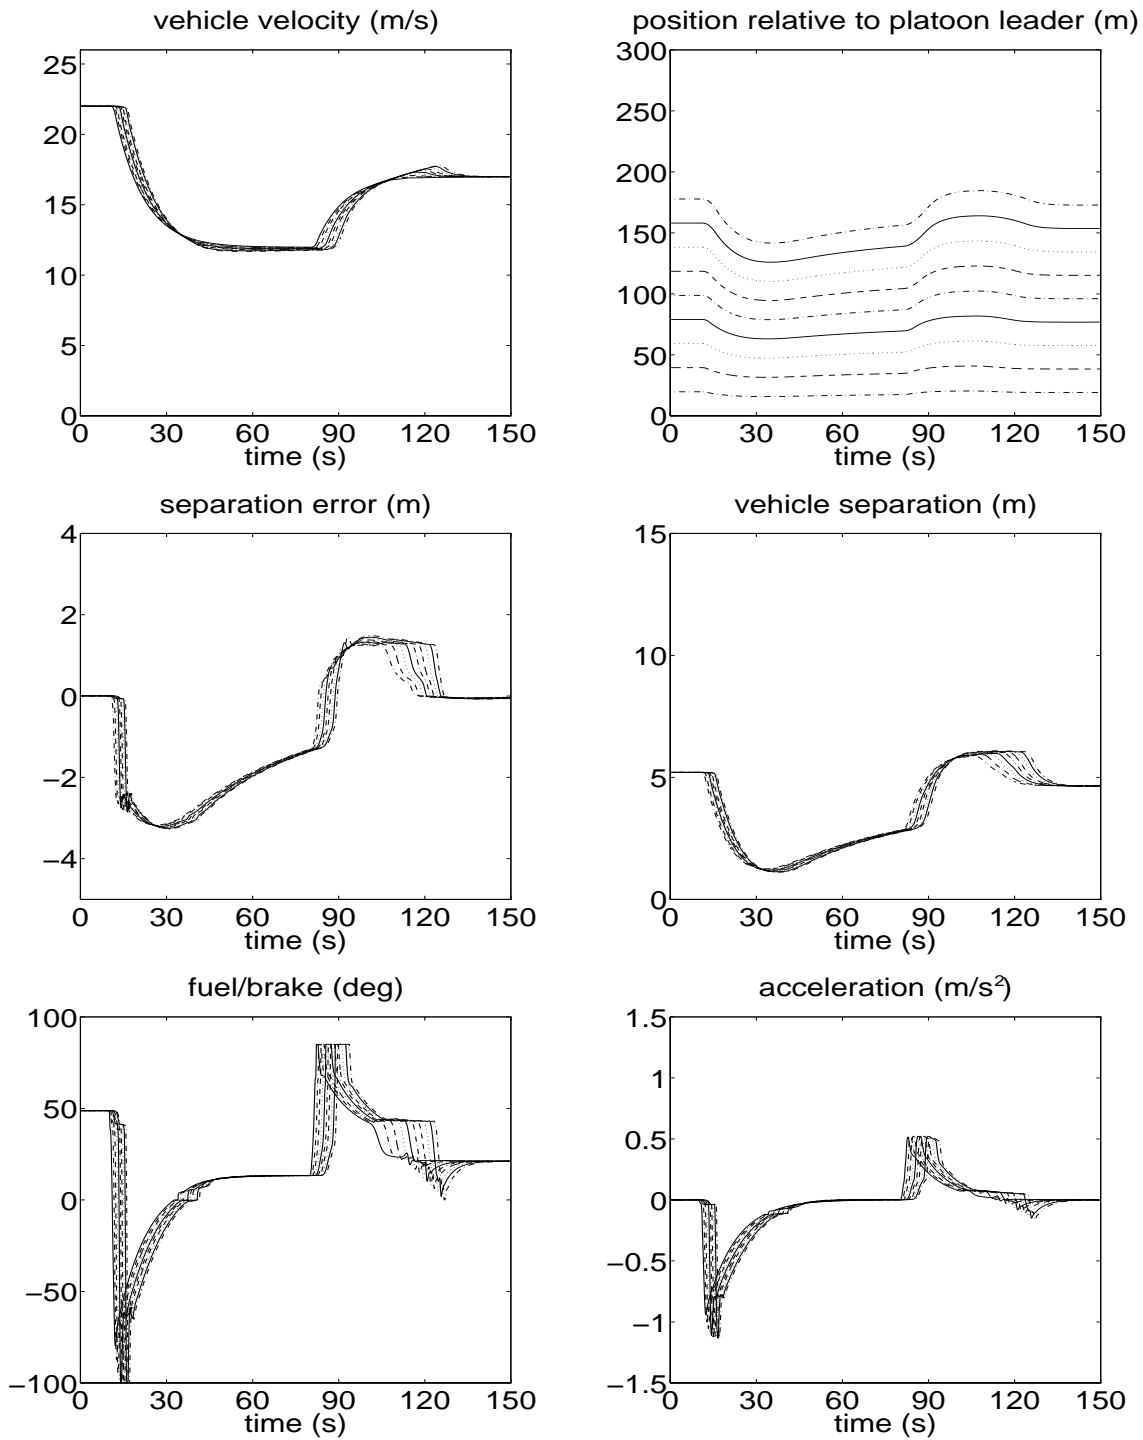 vehicle velocity (m/s)
25
20
15
10
5
0
0 30 60 90 120 150
time (s)
position relative to platoon leader (m)
300
250
200
150
100
50
0
0 30 60 90 120 150
time (s)
separation error (m)
4
2
0
−2
−4
0 30 60 90 120 150
time (s)
vehicle separation (m)
15
10
5
0
0 30 60 90 120 150
time (s)
fuel/brake (deg)
100
50
0
−50
−100
0 30 60 90 120 150
time (s)
acceleration (m/s²)
1.5
1
0.5
0
−0.5
−1
−1.5
0 30 60 90 120 150
time (s)